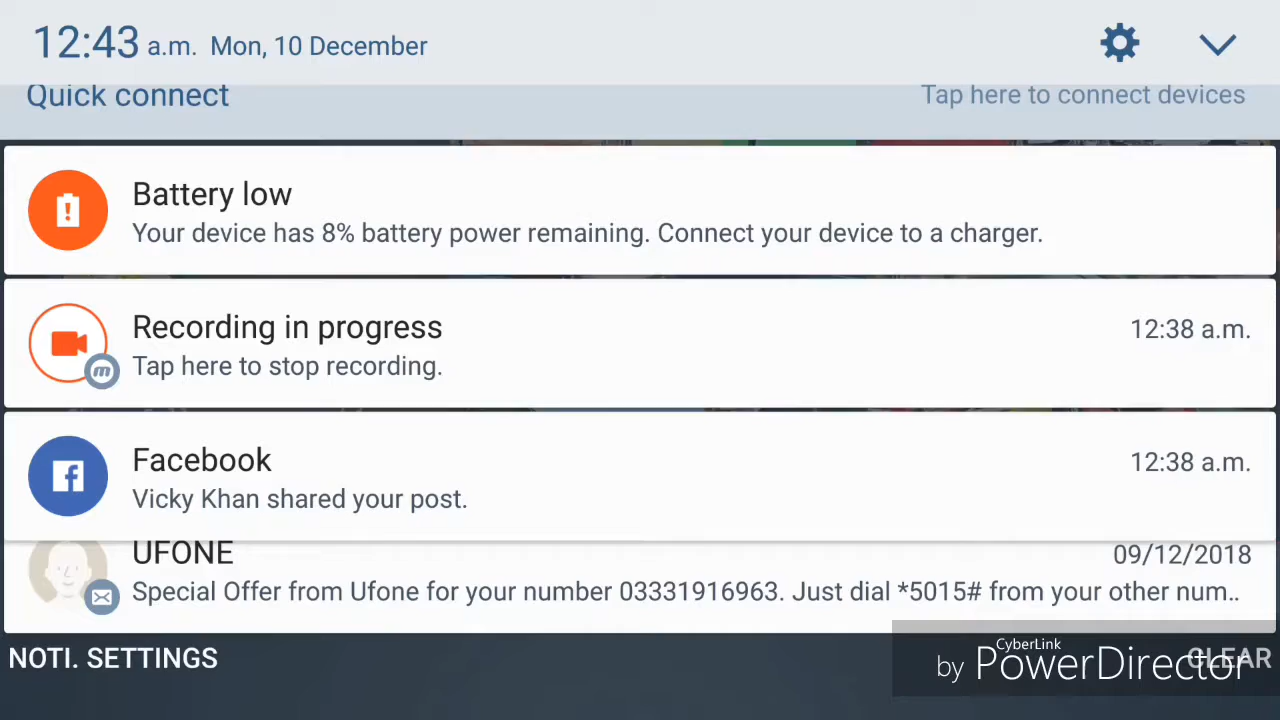 12:43 a.m. Mon, 10 December
Quick connect Tap here to connect devices
Battery low
Your device has 8% battery power remaining. Connect your device to a charger.
Recording in progress 12:38 a.m.
Tap here to stop recording.
Facebook 12:38 a.m.
Vicky Khan shared your post.
UFONE 09/12/2018
Special Offer from Ufone for your number 03331916963. Just dial *5015# from your other num..
NOTI. SETTINGS CLEAR
CyberLink
by PowerDirector